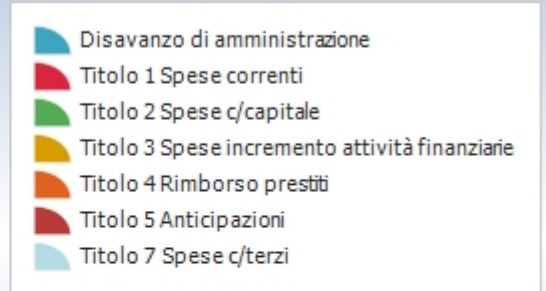 Disavanzo di amministrazione
Titolo 1 Spese correnti
Titolo 2 Spese c/capitale
Titolo 3 Spese incremento attività finanziarie
Titolo 4 Rimborso prestiti
Titolo 5 Anticipazioni
Titolo 7 Spese c/terzi